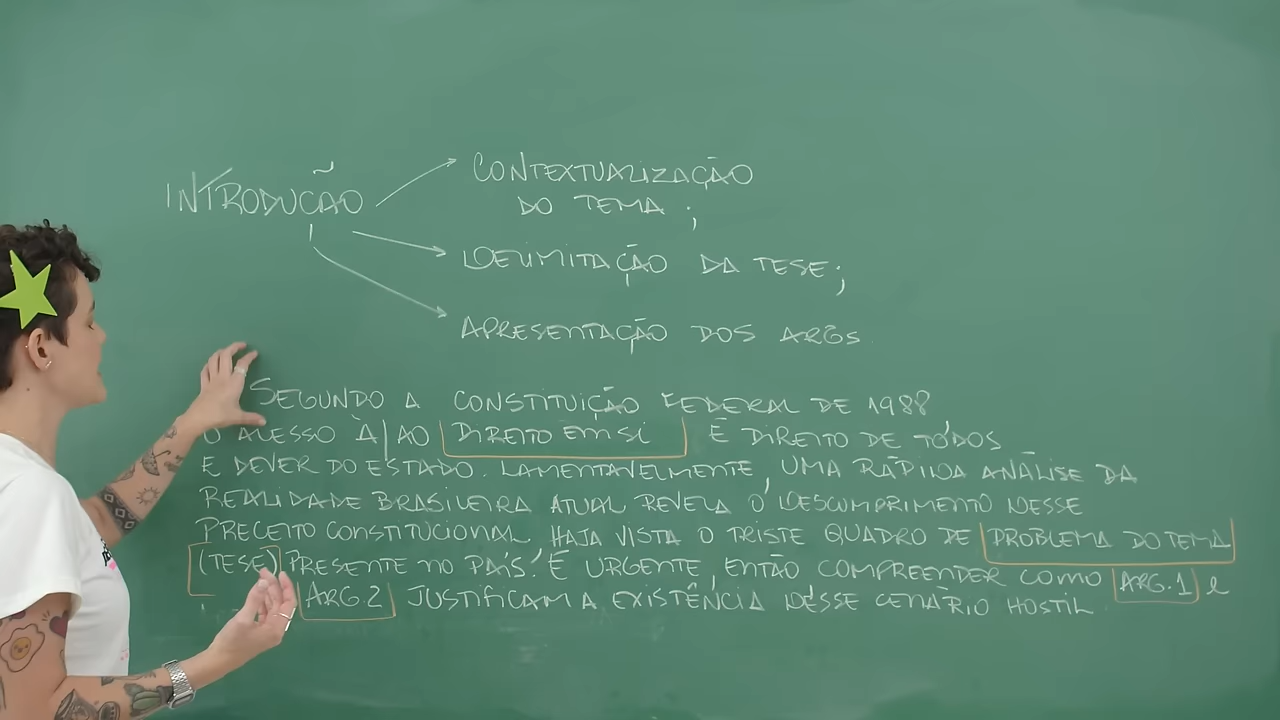 INTRODUÇÃO
CONTEXTUALIZAÇÃO
DO TEMA;
DELIMITAÇÃO DA TESE;
APRESENTAÇÃO DOS ARGS.
SEGUNDO A CONSTITUIÇÃO FEDERAL DE 1988
O ACESSO À/AO DIREITO EM SI É DIREITO DE TODOS
E DEVER DO ESTADO. LAMENTAVELMENTE, UMA RÁPIDA ANÁLISE DA
REALIDADE BRASILEIRA ATUAL REVELA O DESCUMPRIMENTO DESSE
PRECEITO CONSTITUCIONAL HAJA VISTA O TRISTE QUADRO DE PROBLEMA DO TEMA
(TESE) PRESENTE NO PAÍS. É URGENTE, ENTÃO COMPREENDER COMO ARG. 1 E
ARG. 2 JUSTIFICAM A EXISTÊNCIA DESSE CENÁRIO HOSTIL